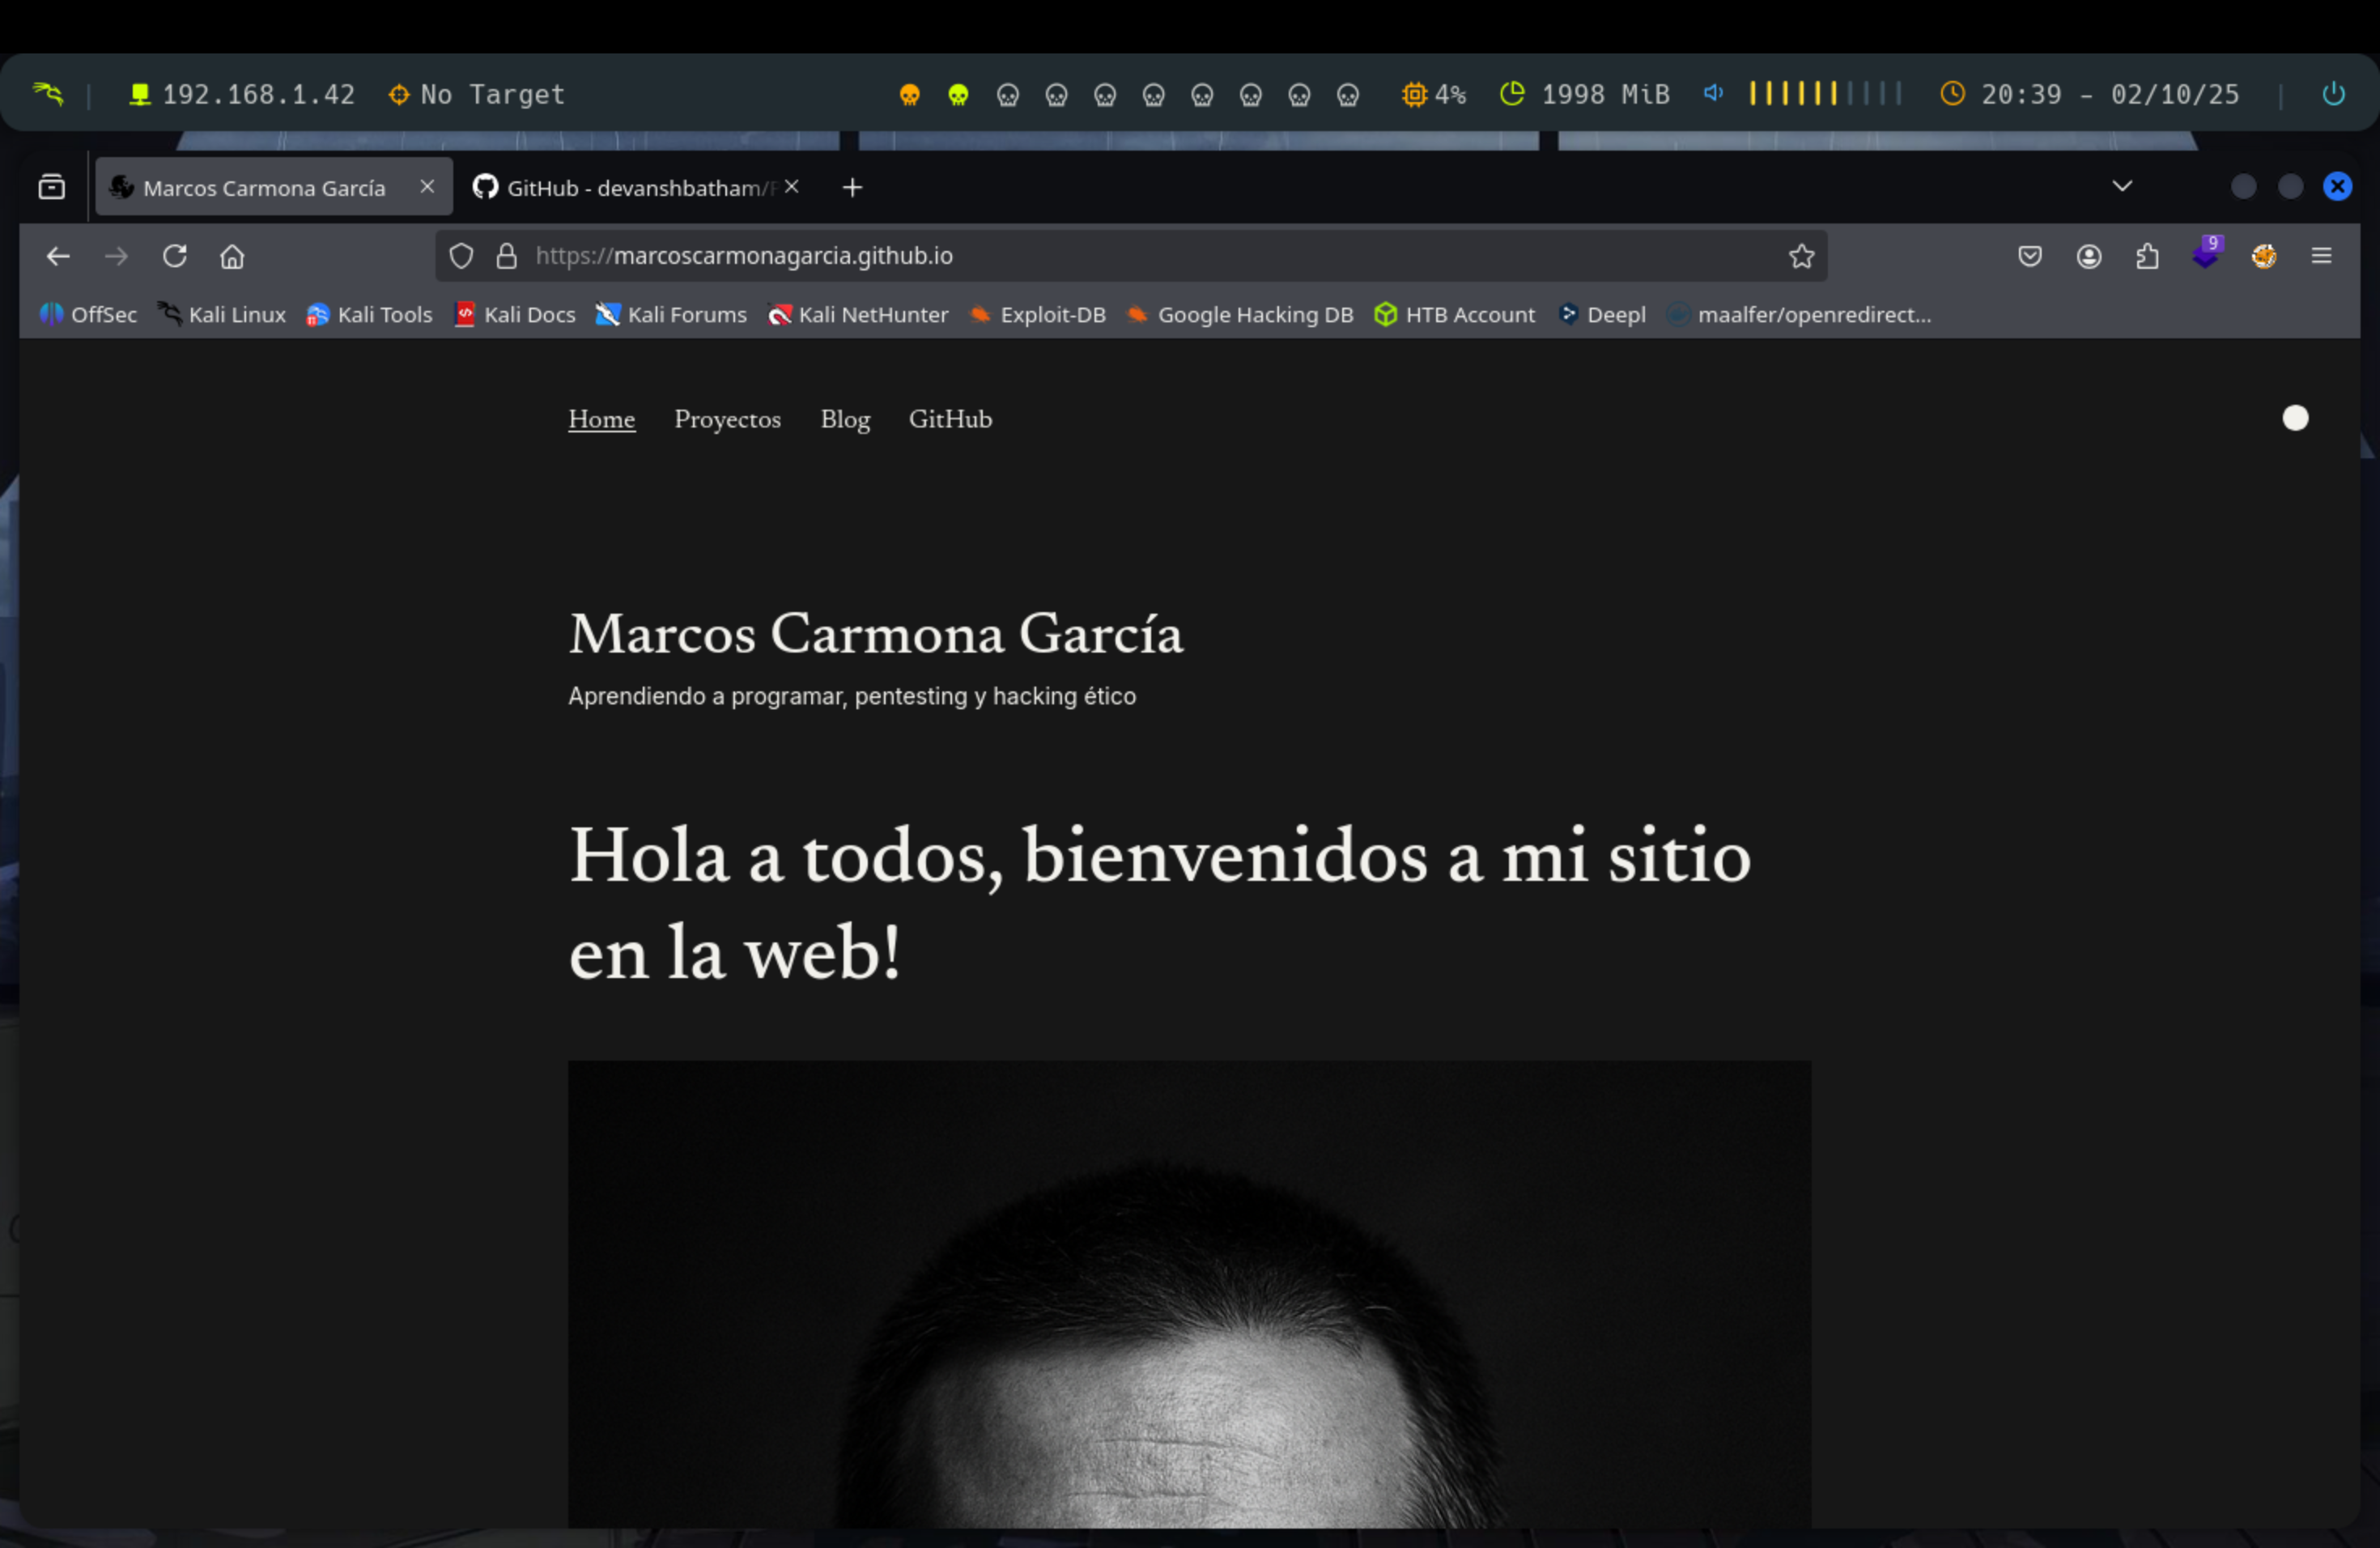 192.168.1.42 No Target 4% 1998 MiB 20:39 - 02/10/25
Marcos Carmona García GitHub - devanshbatham/
https://marcoscarmonagarcia.github.io 9
OffSec Kali Linux Kali Tools Kali Docs Kali Forums Kali NetHunter Exploit-DB Google Hacking DB HTB Account Deepl maalfer/openredirect...
Home Proyectos Blog GitHub
Marcos Carmona García
Aprendiendo a programar, pentesting y hacking ético
Hola a todos, bienvenidos a mi sitio
en la web!